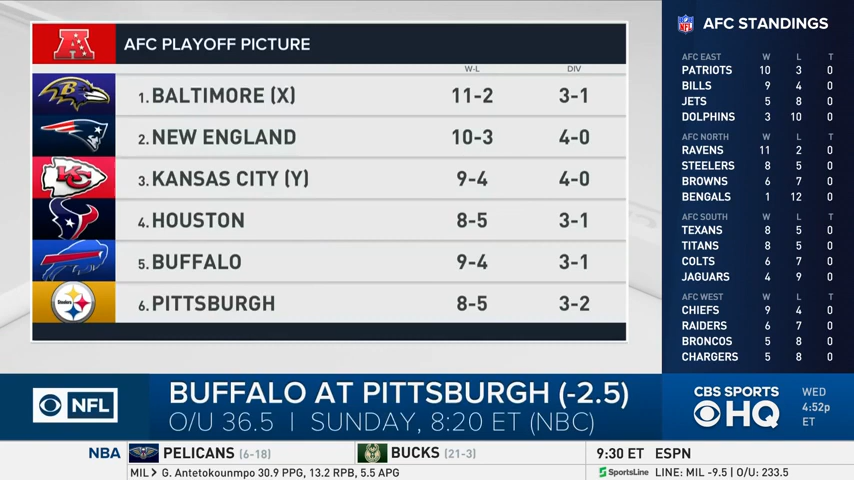 AFC PLAYOFF PICTURE
W-L DIV
1. BALTIMORE (X) 11-2 3-1
2. NEW ENGLAND 10-3 4-0
3. KANSAS CITY (Y) 9-4 4-0
4. HOUSTON 8-5 3-1
5. BUFFALO 9-4 3-1
6. PITTSBURGH 8-5 3-2
Steelers
NFL AFC STANDINGS
AFC EAST W L T
PATRIOTS 10 3 0
BILLS 9 4 0
JETS 5 8 0
DOLPHINS 3 10 0
AFC NORTH W L T
RAVENS 11 2 0
STEELERS 8 5 0
BROWNS 6 7 0
BENGALS 1 12 0
AFC SOUTH W L T
TEXANS 8 5 0
TITANS 8 5 0
COLTS 6 7 0
JAGUARS 4 9 0
AFC WEST W L T
CHIEFS 9 4 0
RAIDERS 6 7 0
BRONCOS 5 8 0
CHARGERS 5 8 0
NFL
BUFFALO AT PITTSBURGH (-2.5)
O/U 36.5 | SUNDAY, 8:20 ET (NBC)
CBS SPORTS
HQ
WED
4:52p
ET
NBA PELICANS (6-18) BUCKS (21-3) 9:30 ET ESPN
MIL > G. Antetokounmpo 30.9 PPG, 13.2 RPB, 5.5 APG SportsLine LINE: MIL -9.5 | O/U: 233.5